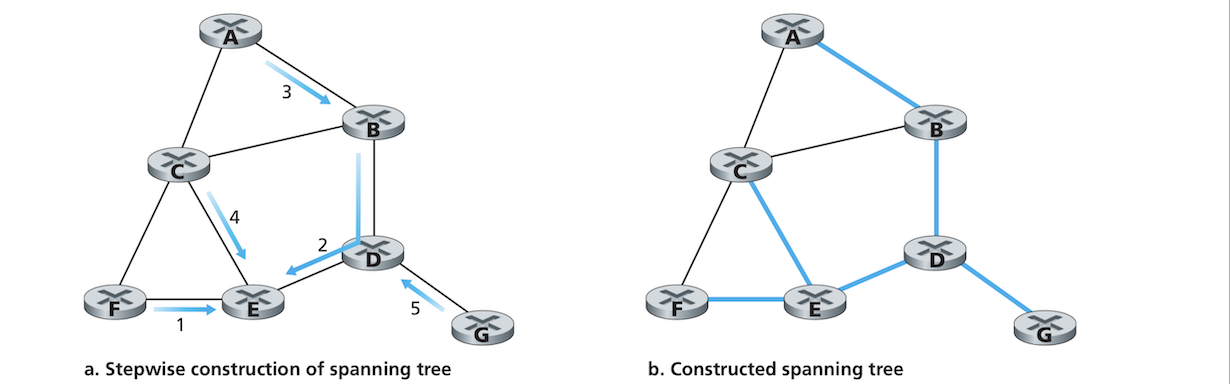 A
3
B
C
4
2
D
F
E
1
5
G
a. Stepwise construction of spanning tree
A
B
C
D
F
E
G
b. Constructed spanning tree